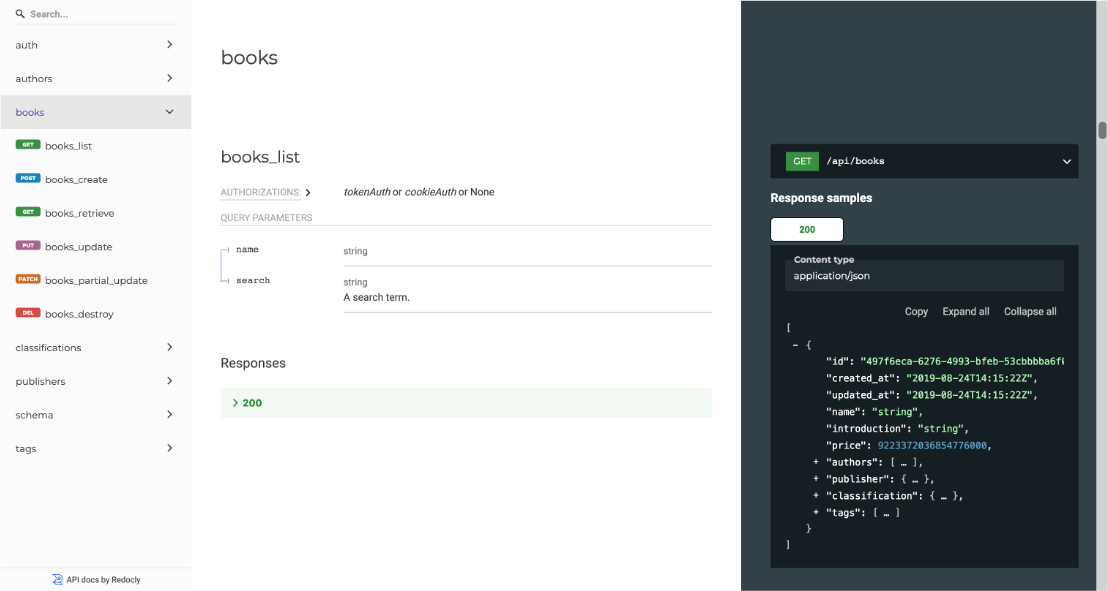 Search...
auth
authors
books
GET books_list
POST books_create
GET books_retrieve
PUT books_update
PATCH books_partial_update
DEL books_destroy
classifications
publishers
schema
tags
API docs by Redocly
books
books_list
AUTHORIZATIONS: tokenAuth or cookieAuth or None
QUERY PARAMETERS
name string
search string
A search term.
Responses
200
GET /api/books
Response samples
200
Content type
application/json
Copy Expand all Collapse all
[
- {
"id": "497f6eca-6276-4993-bfeb-53cbbbba6f
"created_at": "2019-08-24T14:15:22Z",
"updated_at": "2019-08-24T14:15:22Z",
"name": "string",
"introduction": "string",
"price": 9223372036854776000,
+ "authors": [ … ],
+ "publisher": { … },
+ "classification": { … },
+ "tags": [ … ]
}
]